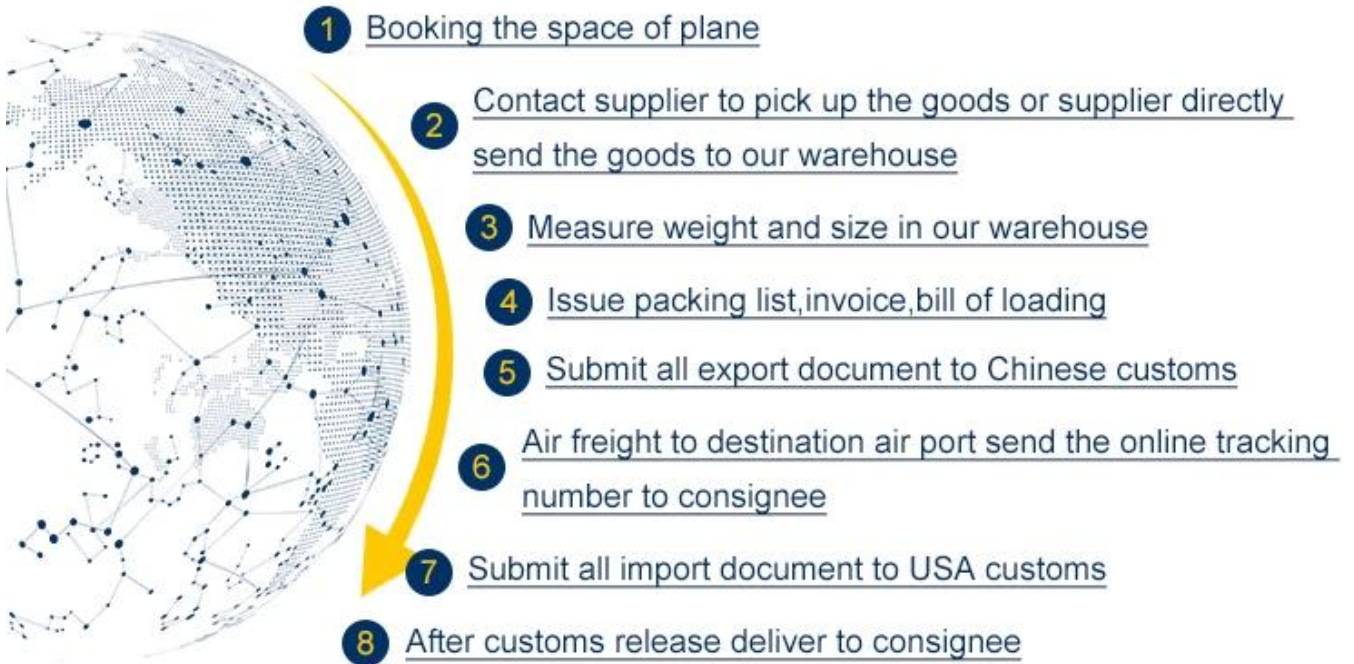 1 Booking the space of plane
2 Contact supplier to pick up the goods or supplier directly
send the goods to our warehouse
3 Measure weight and size in our warehouse
4 Issue packing list,invoice,bill of loading
5 Submit all export document to Chinese customs
6 Air freight to destination air port send the online tracking
number to consignee
7 Submit all import document to USA customs
8 After customs release deliver to consignee